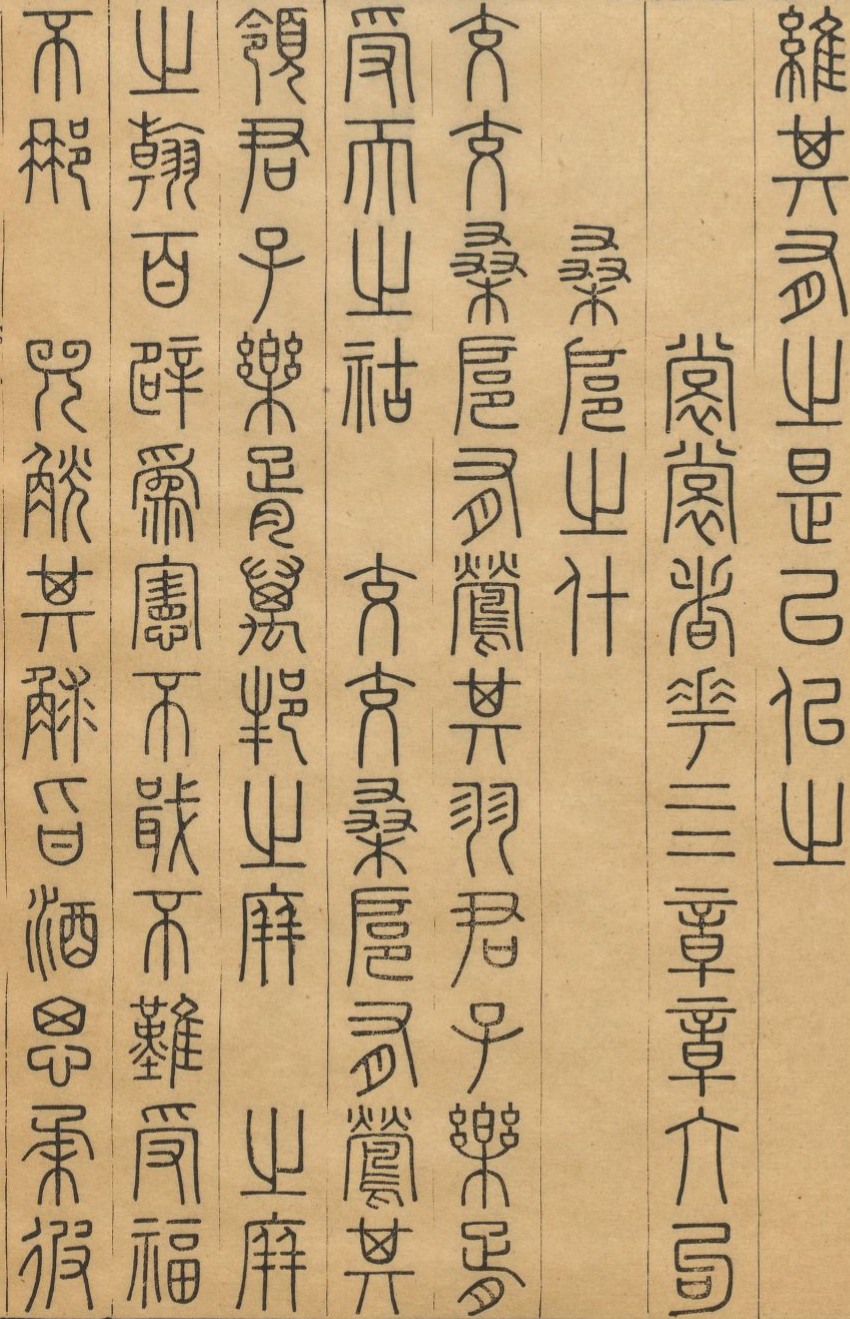 維其有之是以似之
裳裳者華四章章六句
桑扈之什
交交桑扈有鶯其羽君子樂胥
受天之祜　交交桑扈有鶯其
領君子樂胥萬邦之屏　之屏
之翰百辟爲憲不戢不難受福
不那　兕觥其觩旨酒思柔彼